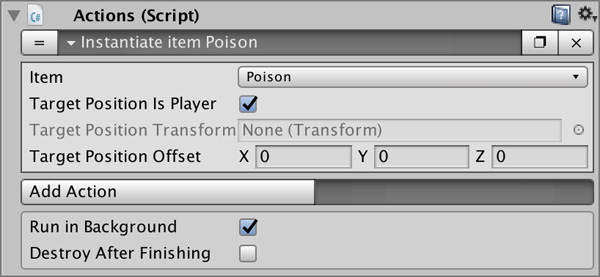 Actions (Script)
= Instantiate item Poison
Item Poison
Target Position Is Player
Target Position Transform None (Transform)
Target Position Offset X 0 Y 0 Z 0
Add Action
Run in Background
Destroy After Finishing